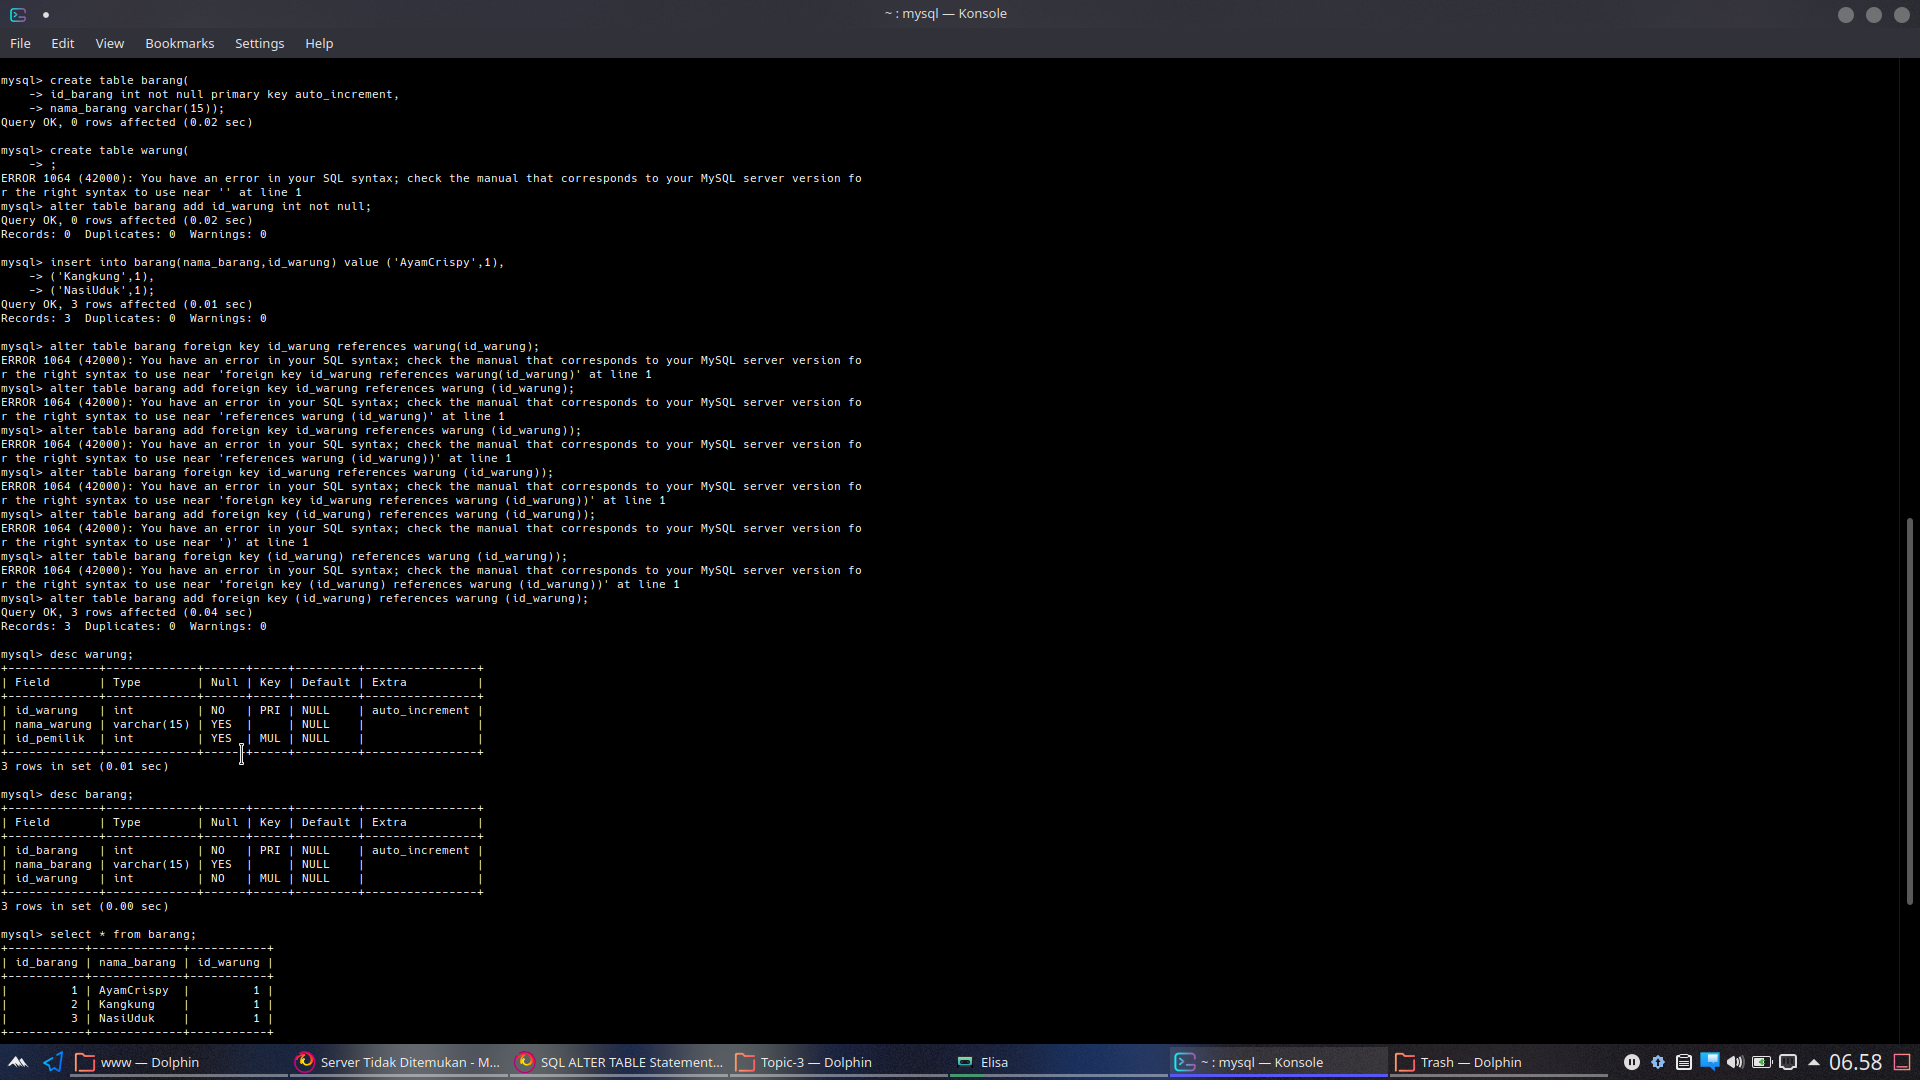 ~ : mysql — Konsole
File Edit View Bookmarks Settings Help
mysql> create table barang(
    -> id_barang int not null primary key auto_increment,
    -> nama_barang varchar(15));
Query OK, 0 rows affected (0.02 sec)
mysql> create table warung(
    -> ;
ERROR 1064 (42000): You have an error in your SQL syntax; check the manual that corresponds to your MySQL server version fo
r the right syntax to use near '' at line 1
mysql> alter table barang add id_warung int not null;
Query OK, 0 rows affected (0.02 sec)
Records: 0  Duplicates: 0  Warnings: 0
mysql> insert into barang(nama_barang,id_warung) value ('AyamCrispy',1),
    -> ('Kangkung',1),
    -> ('NasiUduk',1);
Query OK, 3 rows affected (0.01 sec)
Records: 3  Duplicates: 0  Warnings: 0
mysql> alter table barang foreign key id_warung references warung(id_warung);
ERROR 1064 (42000): You have an error in your SQL syntax; check the manual that corresponds to your MySQL server version fo
r the right syntax to use near 'foreign key id_warung references warung(id_warung)' at line 1
mysql> alter table barang add foreign key id_warung references warung (id_warung);
ERROR 1064 (42000): You have an error in your SQL syntax; check the manual that corresponds to your MySQL server version fo
r the right syntax to use near 'references warung (id_warung)' at line 1
mysql> alter table barang add foreign key id_warung references warung (id_warung));
ERROR 1064 (42000): You have an error in your SQL syntax; check the manual that corresponds to your MySQL server version fo
r the right syntax to use near 'references warung (id_warung))' at line 1
mysql> alter table barang foreign key id_warung references warung (id_warung));
ERROR 1064 (42000): You have an error in your SQL syntax; check the manual that corresponds to your MySQL server version fo
r the right syntax to use near 'foreign key id_warung references warung (id_warung))' at line 1
mysql> alter table barang add foreign key (id_warung) references warung (id_warung));
ERROR 1064 (42000): You have an error in your SQL syntax; check the manual that corresponds to your MySQL server version fo
r the right syntax to use near ')' at line 1
mysql> alter table barang foreign key (id_warung) references warung (id_warung));
ERROR 1064 (42000): You have an error in your SQL syntax; check the manual that corresponds to your MySQL server version fo
r the right syntax to use near 'foreign key (id_warung) references warung (id_warung))' at line 1
mysql> alter table barang add foreign key (id_warung) references warung (id_warung);
Query OK, 3 rows affected (0.04 sec)
Records: 3  Duplicates: 0  Warnings: 0
mysql> desc warung;
+-------------+-------------+------+-----+---------+----------------+
| Field       | Type        | Null | Key | Default | Extra          |
+-------------+-------------+------+-----+---------+----------------+
| id_warung   | int         | NO   | PRI | NULL    | auto_increment |
| nama_warung | varchar(15) | YES  |     | NULL    |                |
| id_pemilik  | int         | YES  | MUL | NULL    |                |
+-------------+-------------+------+-----+---------+----------------+
3 rows in set (0.01 sec)
mysql> desc barang;
+-------------+-------------+------+-----+---------+----------------+
| Field       | Type        | Null | Key | Default | Extra          |
+-------------+-------------+------+-----+---------+----------------+
| id_barang   | int         | NO   | PRI | NULL    | auto_increment |
| nama_barang | varchar(15) | YES  |     | NULL    |                |
| id_warung   | int         | NO   | MUL | NULL    |                |
+-------------+-------------+------+-----+---------+----------------+
3 rows in set (0.00 sec)
mysql> select * from barang;
+-----------+-------------+-----------+
| id_barang | nama_barang | id_warung |
+-----------+-------------+-----------+
|         1 | AyamCrispy  |         1 |
|         2 | Kangkung    |         1 |
|         3 | NasiUduk    |         1 |
+-----------+-------------+-----------+
www — Dolphin
Server Tidak Ditemukan - M...
SQL ALTER TABLE Statement...
Topic-3 — Dolphin
Elisa
~ : mysql — Konsole
Trash — Dolphin
06.58